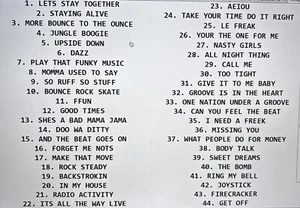 1. LETS STAY TOGETHER
2. STAYING ALIVE
3. MORE BOUNCE TO THE OUNCE
4. JUNGLE BOOGIE
5. UPSIDE DOWN
6. DAZZ
7. PLAY THAT FUNKY MUSIC
8. MOMMA USED TO SAY
9. SO RUFF SO STUFF
10. BOUNCE ROCK SKATE
11. FFUN
12. GOOD TIMES
13. SHES A BAD MAMA JAMA
14. DOO WA DITTY
15. AND THE BEAT GOES ON
16. FORGET ME NOTS
17. MAKE THAT MOVE
18. ROCK STEADY
19. BACKSTROKIN
20. IN MY HOUSE
21. RADIO ACTIVITY
22. ITS ALL THE WAY LIVE
23. AEIOU
24. TAKE YOUR TIME DO IT RIGHT
25. LE FREAK
26. YOUR THE ONE FOR ME
27. NASTY GIRLS
28. ALL NIGHT THING
29. CALL ME
30. TOO TIGHT
31. GIVE IT TO ME BABY
32. GROOVE IS IN THE HEART
33. ONE NATION UNDER A GROOVE
34. CAN YOU FEEL THE BEAT
35. I NEED A FREEK
36. MISSING YOU
37. WHAT PEOPLE DO FOR MONEY
38. BODY TALK
39. SWEET DREAMS
40. THE BOMB
41. RING MY BELL
42. JOYSTICK
43. FIRECRACKER
44. GET OFF